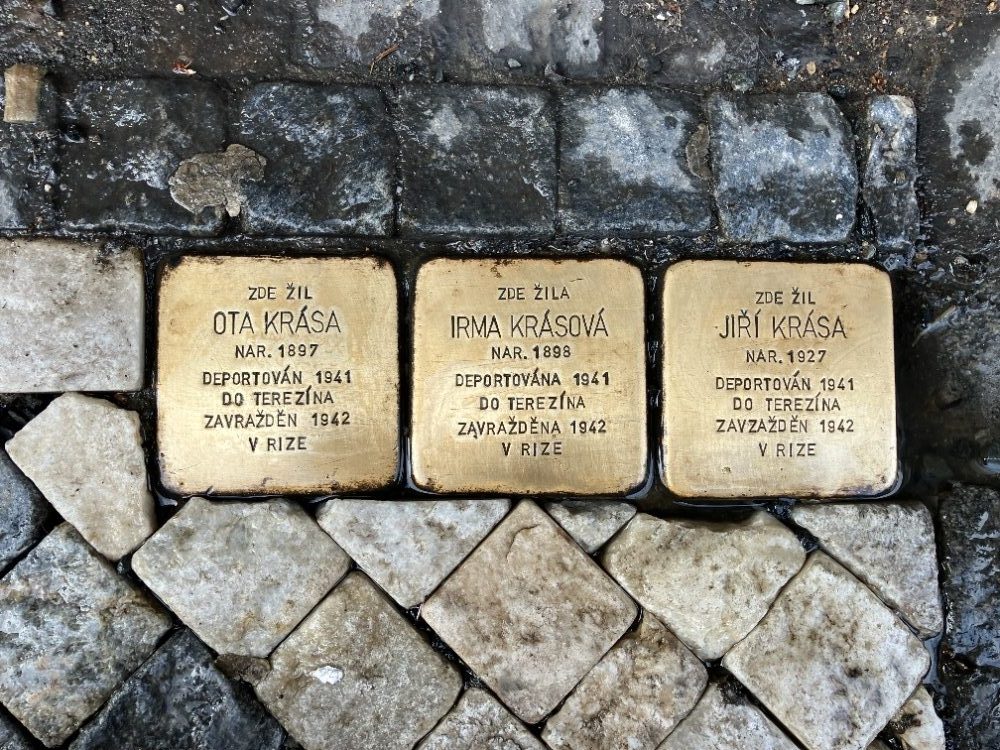 ZDE ŽIL
OTA KRÁSA
NAR. 1897
DEPORTOVÁN 1941
DO TEREZÍNA
ZAVRAŽDĚN 1942
V RIZE
ZDE ŽILA
IRMA KRÁSOVÁ
NAR. 1898
DEPORTOVÁNA 1941
DO TEREZÍNA
ZAVRAŽDĚNA 1942
V RIZE
ZDE ŽIL
JIŘÍ KRÁSA
NAR. 1927
DEPORTOVÁN 1941
DO TEREZÍNA
ZAVZAŽDĚN 1942
V RIZE